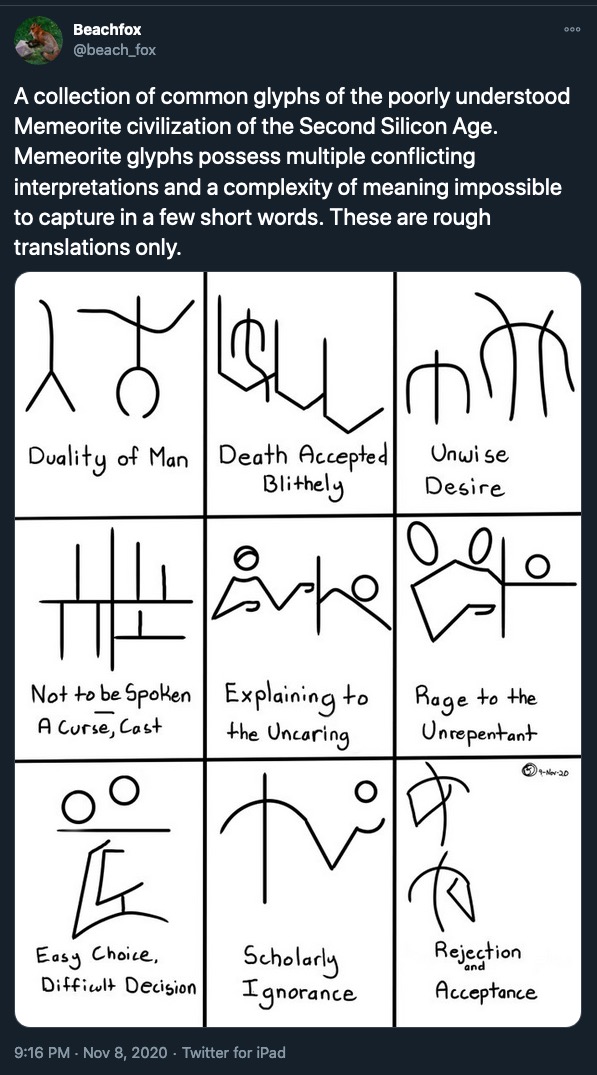 Beachfox
@beach_fox
A collection of common glyphs of the poorly understood
Memeorite civilization of the Second Silicon Age.
Memeorite glyphs possess multiple conflicting
interpretations and a complexity of meaning impossible
to capture in a few short words. These are rough
translations only.
Duality of Man
Death Accepted
Blithely
Unwise
Desire
Not to be Spoken
A Curse, Cast
Explaining to
the Uncaring
Rage to the
Unrepentant
9-Nov-20
Easy Choice,
Difficult Decision
Scholarly
Ignorance
Rejection
and
Acceptance
9:16 PM · Nov 8, 2020 · Twitter for iPad